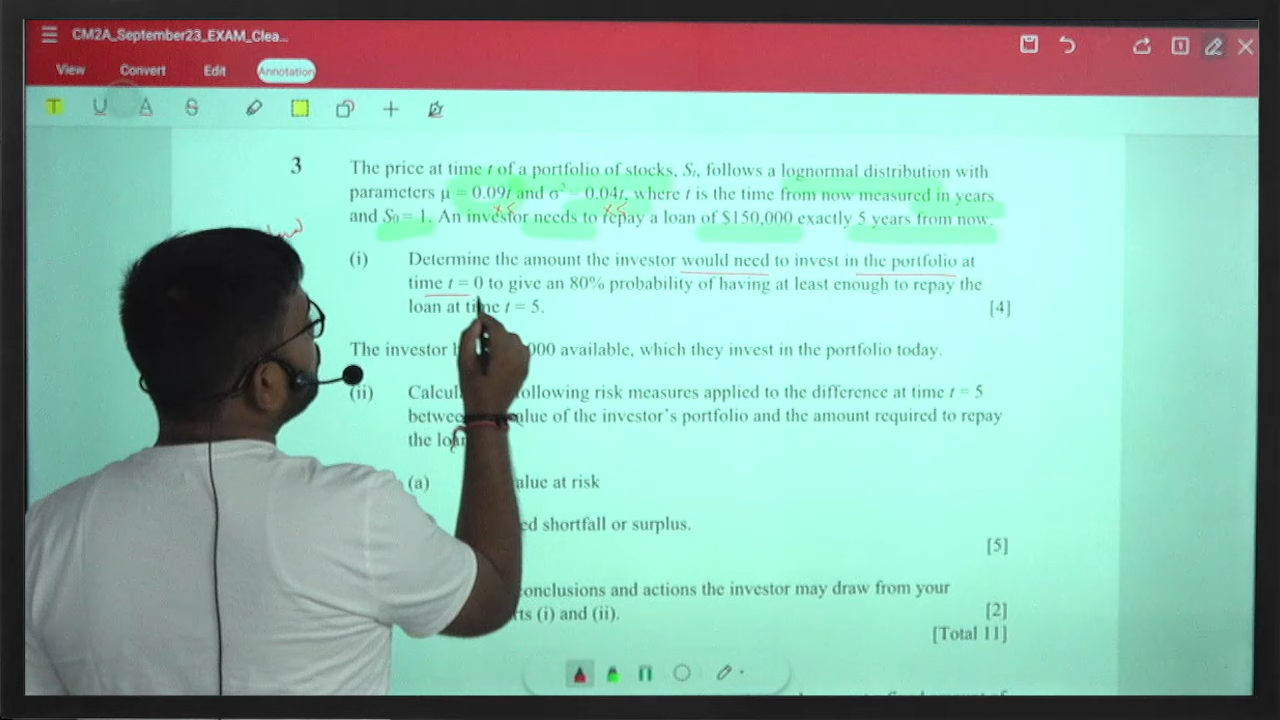 CM2A_September23_EXAM_Clea...
View Convert Edit Annotation
T U A S
3 The price at time t of a portfolio of stocks, St, follows a lognormal distribution with
parameters μ = 0.09t and σ² = 0.04t, where t is the time from now measured in years
and S0 = 1. An investor needs to repay a loan of $150,000 exactly 5 years from now.
×5 ×5
(i) Determine the amount the investor would need to invest in the portfolio at
time t = 0 to give an 80% probability of having at least enough to repay the
loan at time t = 5. [4]
The investor 000 available, which they invest in the portfolio today.
(ii) ollowing risk measures applied to the difference at time t = 5
alue of the investor's portfolio and the amount required to repay
the
(a) alue at risk
ed shortfall or surplus.
[5]
onclusions and actions the investor may draw from your
ts (i) and (ii). [2]
[Total 11]